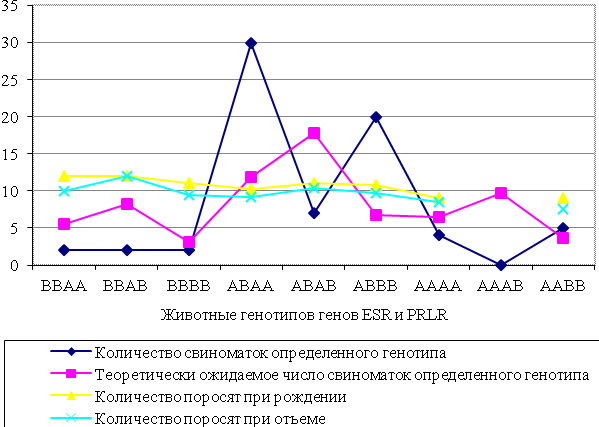 35
30
25
20
15
10
5
0
BBAA BBAB BBBB ABAA ABAB ABBB AAAA AAAB AABB
Животные генотипов генов ESR и PRLR
Количество свиноматок определенного генотипа
Теоретически ожидаемое число свиноматок определенного генотипа
Количество поросят при рождении
Количество поросят при отъеме